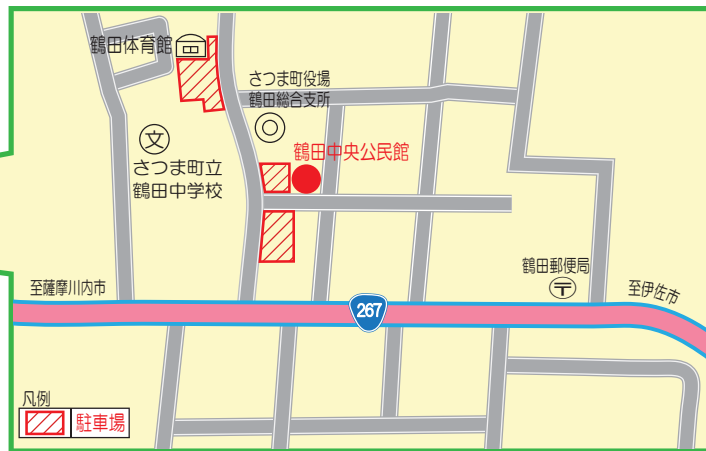 鶴田体育館
さつま町役場
鶴田総合支所
文
さつま町立
鶴田中学校
鶴田中央公民館
鶴田郵便局
〒
至薩摩川内市
267
至伊佐市
凡例
駐車場